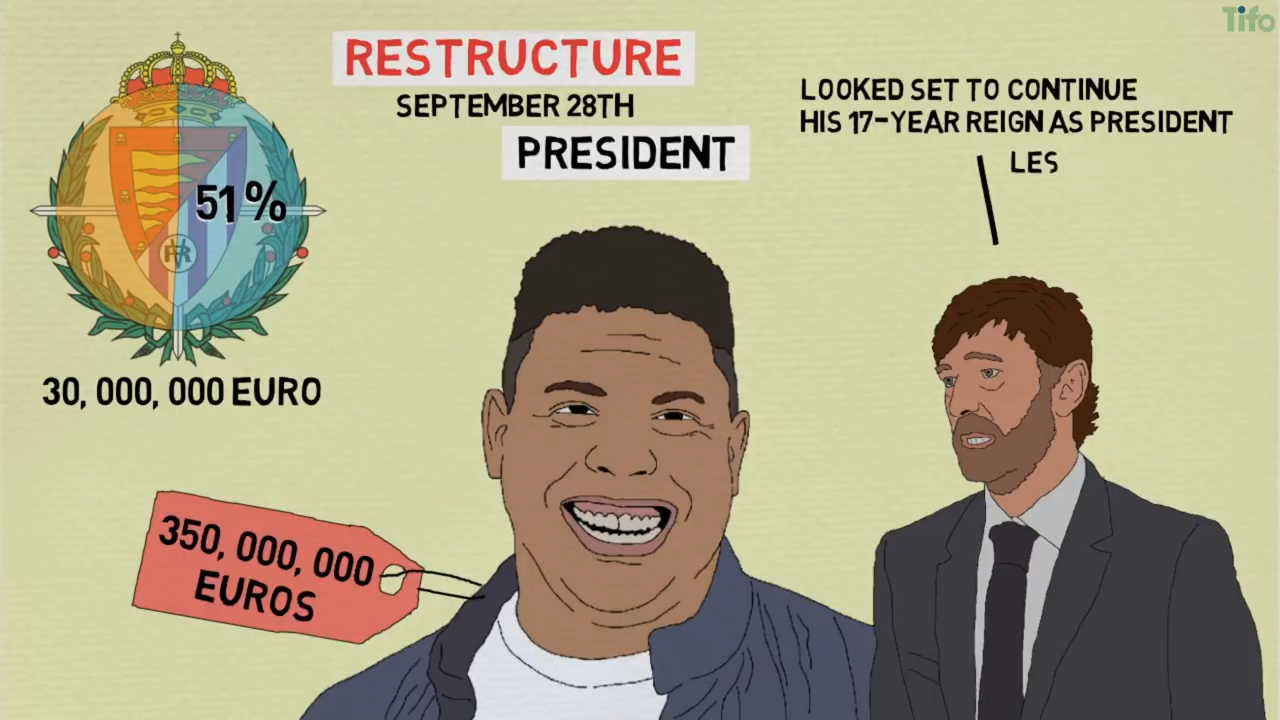 Tifo
RESTRUCTURE
SEPTEMBER 28TH
PRESIDENT
LOOKED SET TO CONTINUE
HIS 17-YEAR REIGN AS PRESIDENT
LES
51%
30, 000, 000 EURO
350, 000, 000
EUROS